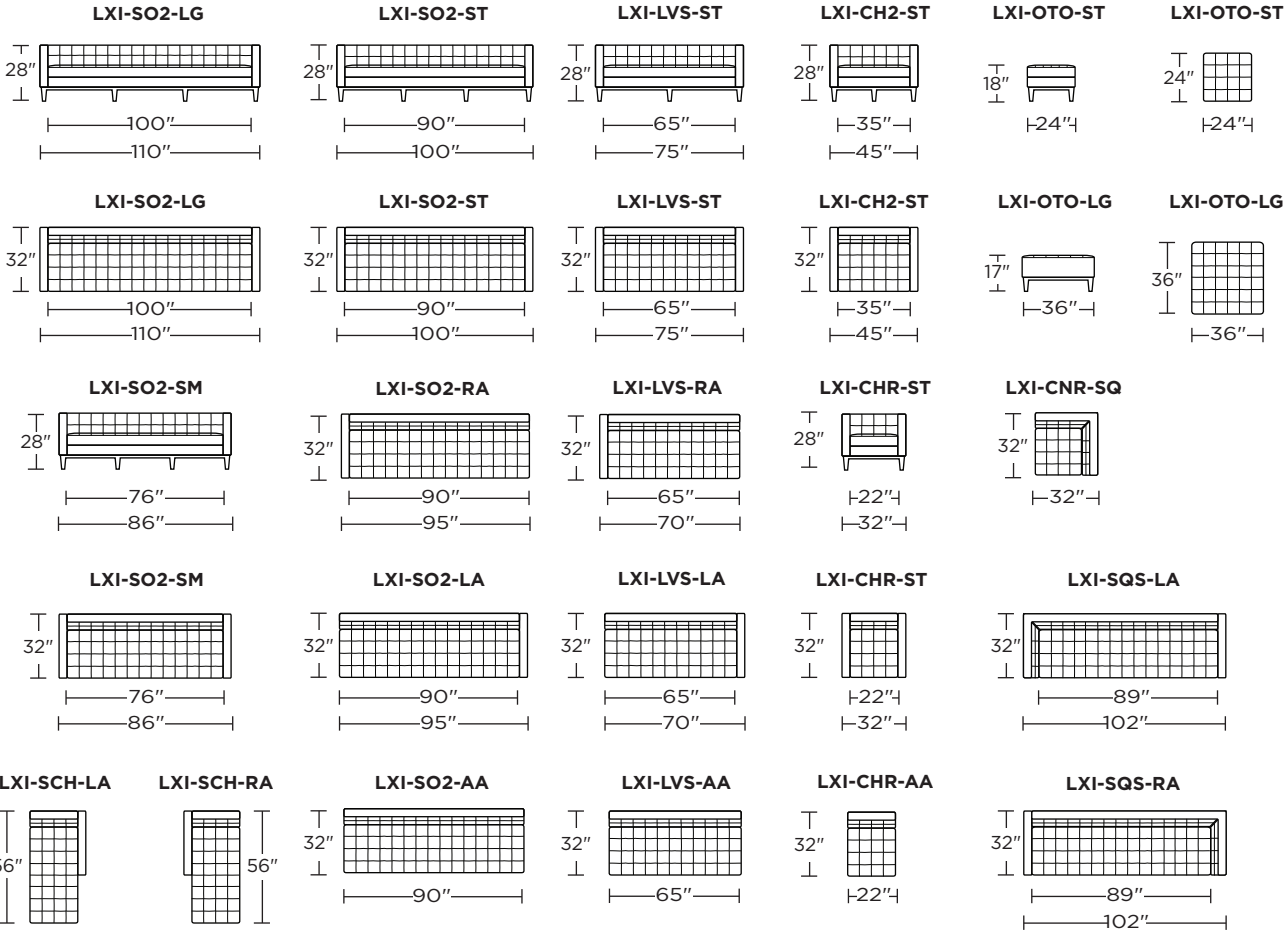 LXI-SO2-LG
28"
100"
110"
LXI-SO2-ST
28"
90"
100"
LXI-LVS-ST
28"
65"
75"
LXI-CH2-ST
28"
35"
45"
LXI-OTO-ST
18"
24"
LXI-OTO-ST
24"
24"
LXI-SO2-LG
32"
100"
110"
LXI-SO2-ST
32"
90"
100"
LXI-LVS-ST
32"
65"
75"
LXI-CH2-ST
32"
35"
45"
LXI-OTO-LG
17"
36"
LXI-OTO-LG
36"
36"
LXI-SO2-SM
28"
76"
86"
LXI-SO2-RA
32"
90"
95"
LXI-LVS-RA
32"
65"
70"
LXI-CHR-ST
28"
22"
32"
LXI-CNR-SQ
32"
32"
LXI-SO2-SM
32"
76"
86"
LXI-SO2-LA
32"
90"
95"
LXI-LVS-LA
32"
65"
70"
LXI-CHR-ST
32"
22"
32"
LXI-SQS-LA
32"
89"
102"
LXI-SCH-LA
LXI-SCH-RA
56"
LXI-SO2-AA
32"
90"
LXI-LVS-AA
32"
65"
LXI-CHR-AA
32"
22"
LXI-SQS-RA
32"
89"
102"